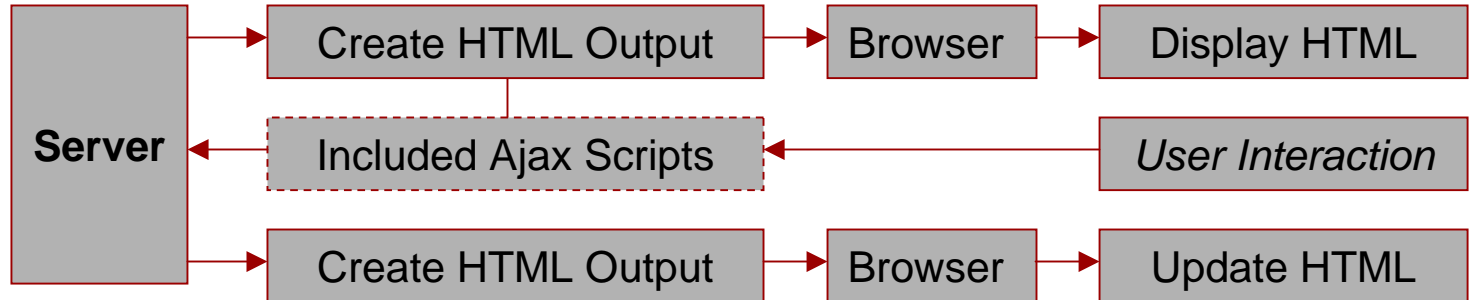 Server
Create HTML Output
Browser
Display HTML
Included Ajax Scripts
User Interaction
Create HTML Output
Browser
Update HTML